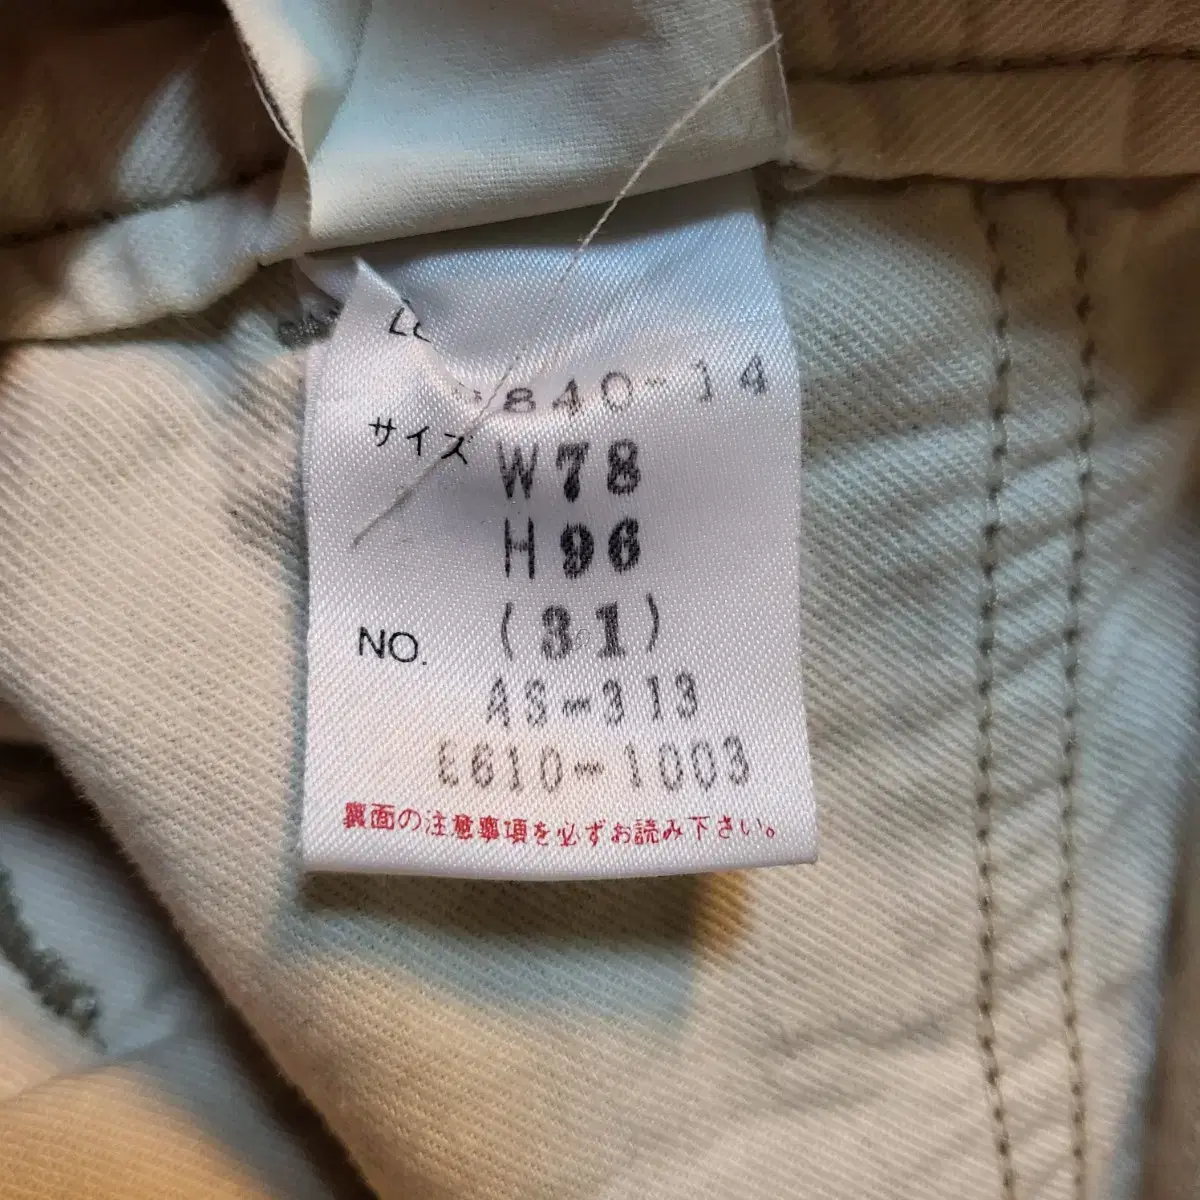 840-14
サイズ W78
H96
NO. (31)
AS-313
E610-1003
裏面の注意事項を必ずお読み下さい。